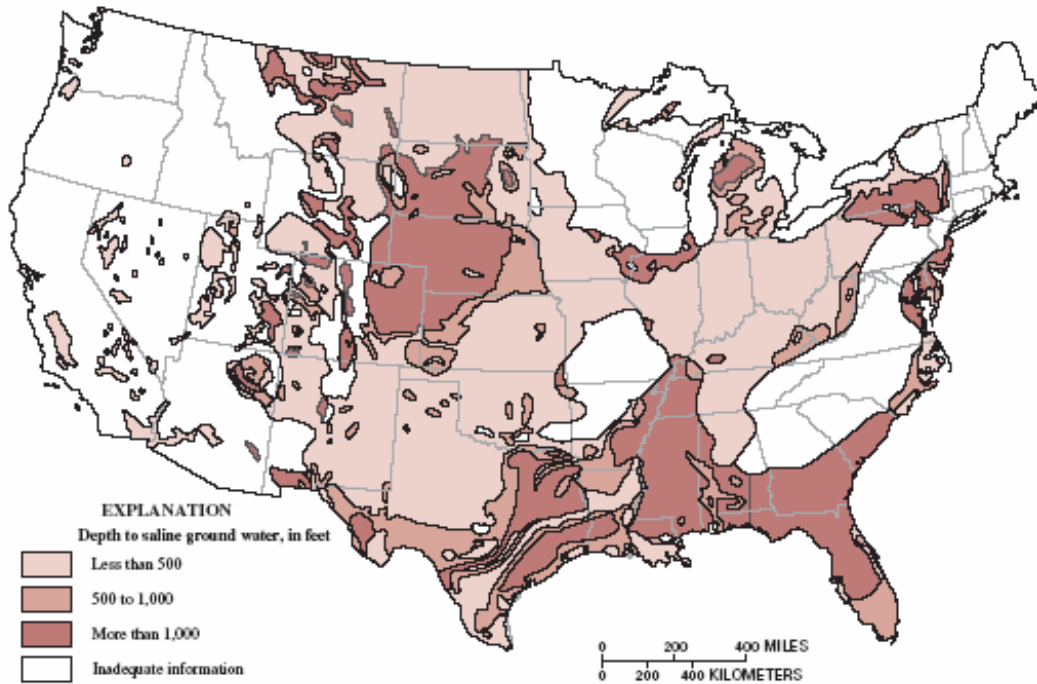 EXPLANATION
Depth to saline ground water, in feet
Less than 500
500 to 1,000
More than 1,000
Inadequate information
0 200 400 MILES
0 200 400 KILOMETERS